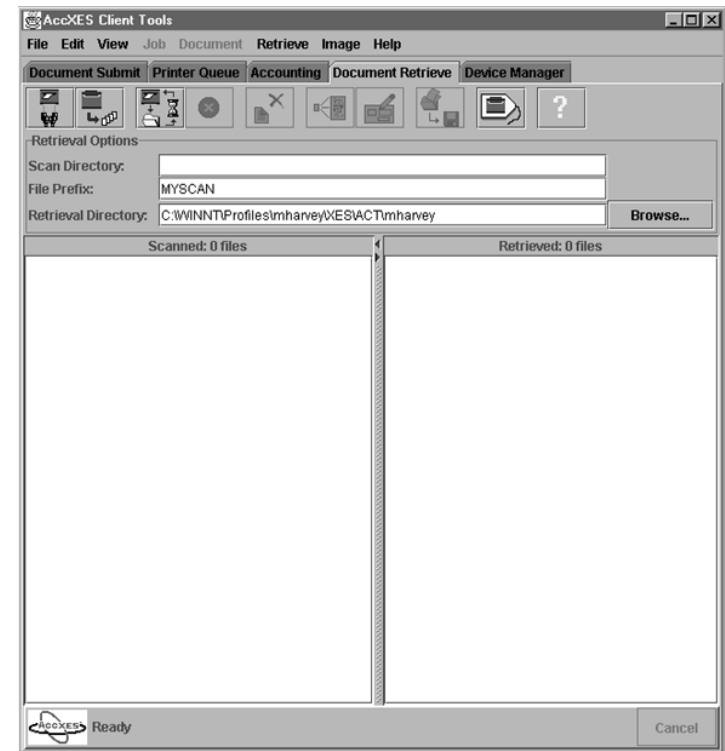 AccXES Client Tools
File Edit View Job Document Retrieve Image Help
Document Submit Printer Queue Accounting Document Retrieve Device Manager
?
Retrieval Options
Scan Directory:
File Prefix: MYSCAN
Retrieval Directory: C:\WINNT\Profiles\mharvey\XES\ACT\mharvey Browse...
Scanned: 0 files Retrieved: 0 files
AccXES Ready Cancel